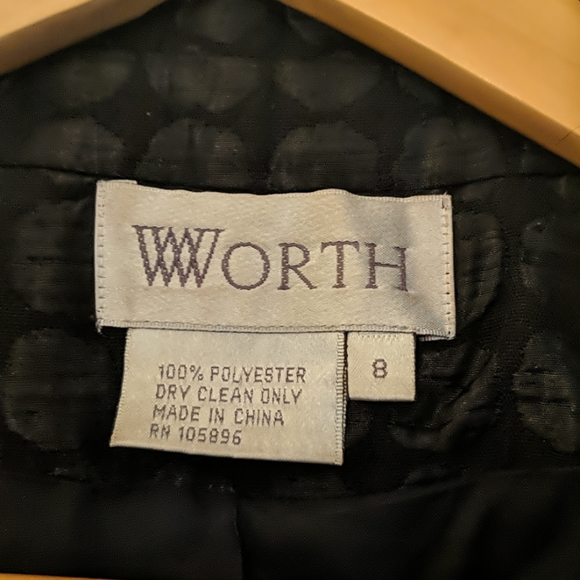 WORTH
100% POLYESTER
DRY CLEAN ONLY
MADE IN CHINA
RN 105896
8